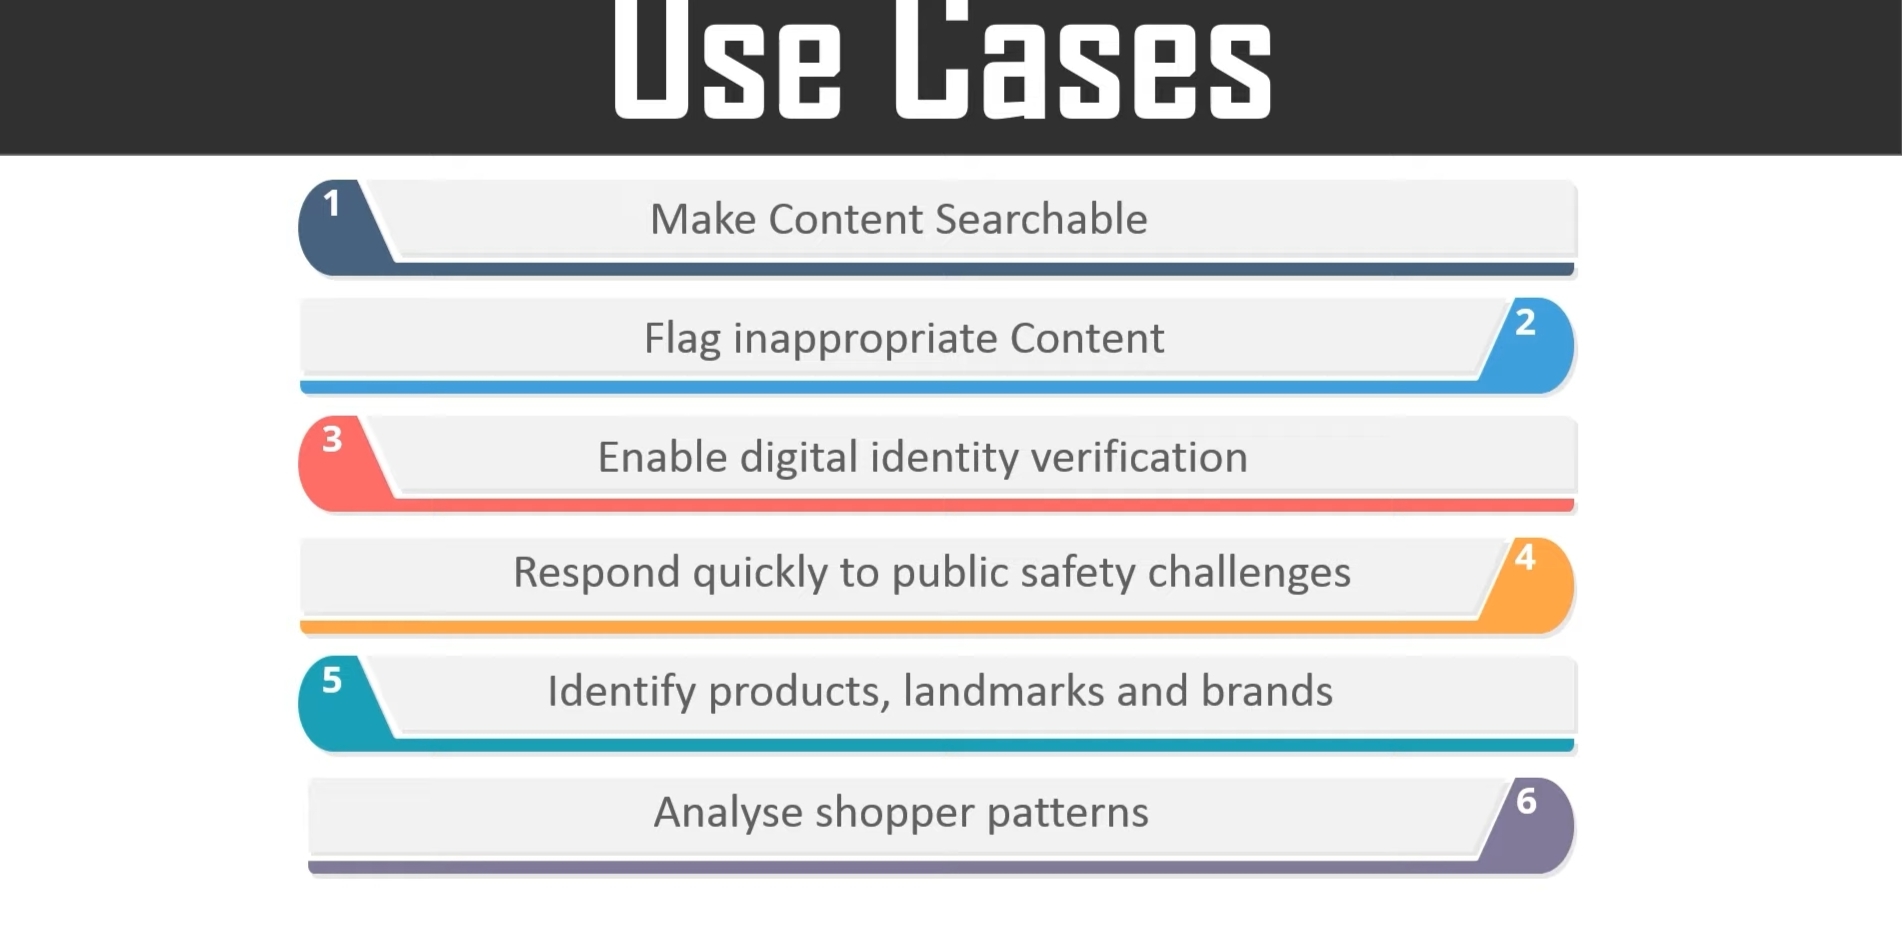 Use Cases
1
Make Content Searchable
Flag inappropriate Content
2
3
Enable digital identity verification
Respond quickly to public safety challenges
4
5
Identify products, landmarks and brands
Analyse shopper patterns
6